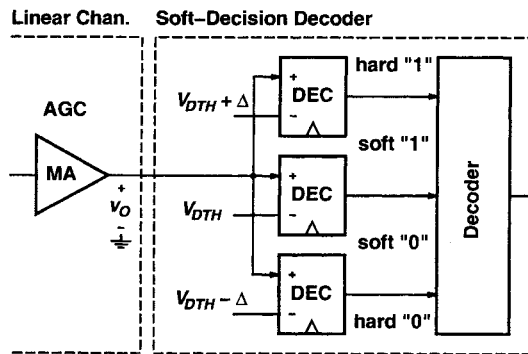 Linear Chan. Soft–Decision Decoder
hard "1"
+
DEC
V_DTH + Δ
–
AGC
soft "1"
MA
+
+
DEC
v_O
V_DTH
–
–
soft "0"
+
DEC
V_DTH – Δ
–
hard "0"
Decoder